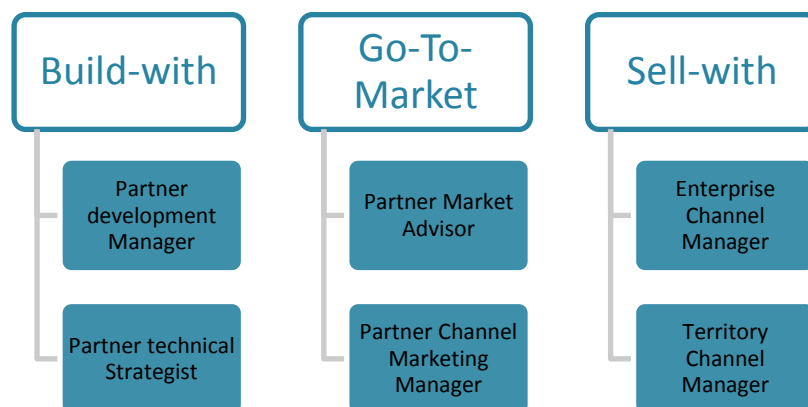 Build-with
Partner
development
Manager
Partner technical
Strategist
Go-To-
Market
Partner Market
Advisor
Partner Channel
Marketing
Manager
Sell-with
Enterprise
Channel
Manager
Territory
Channel
Manager